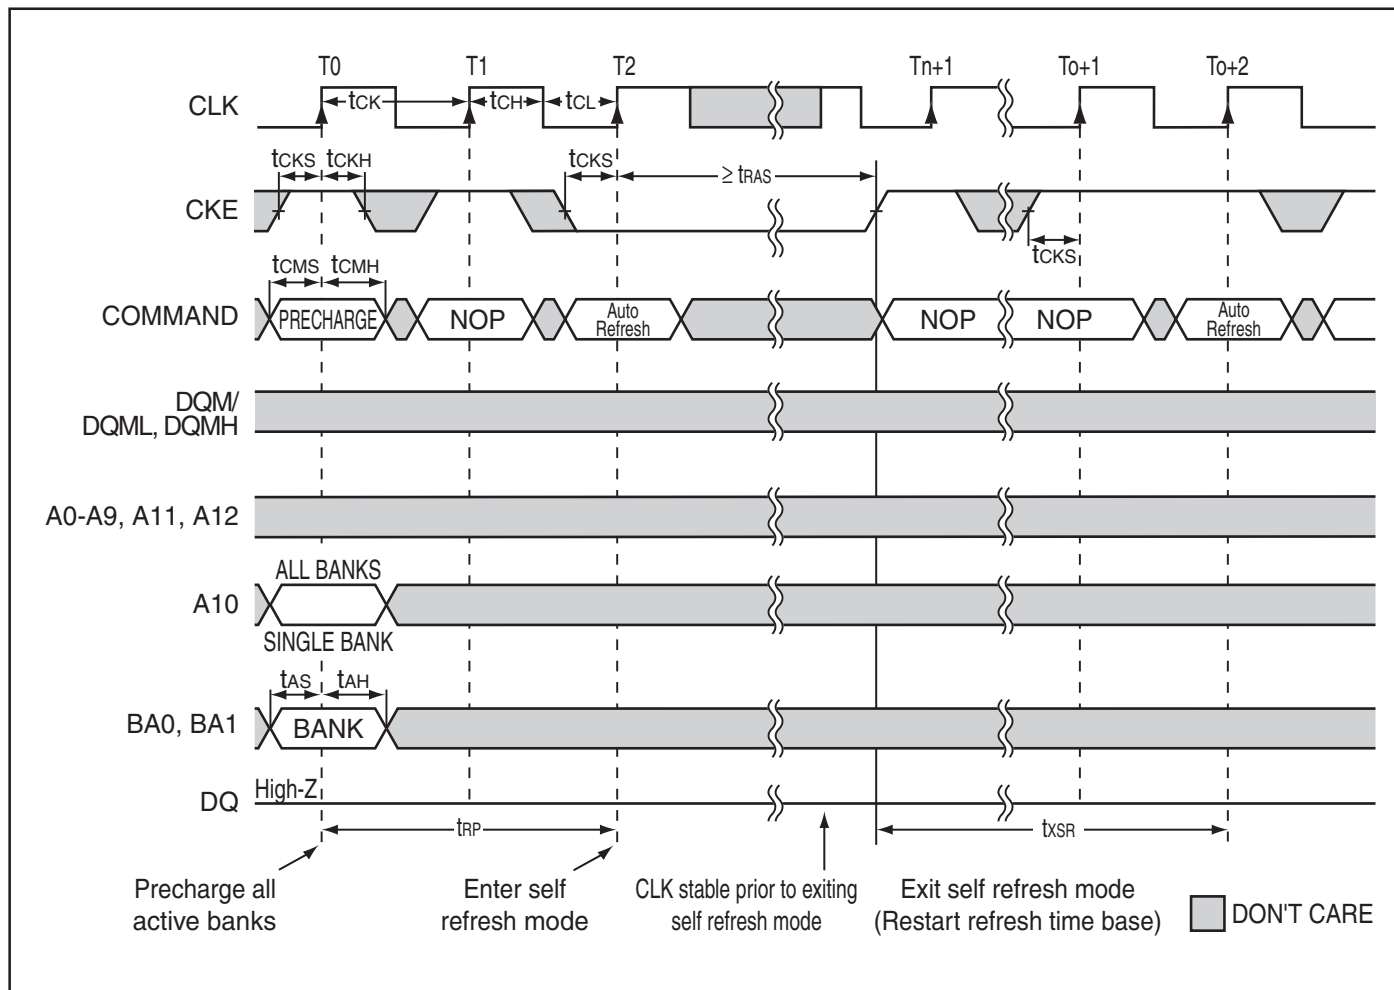 T0 T1 T2 Tn+1 To+1 To+2
CLK
tCK tCH tCL
tCKS tCKH tCKS ≥ tRAS
CKE
tCKS
tCMS tCMH
COMMAND PRECHARGE NOP Auto Refresh NOP NOP Auto Refresh
DQM/
DQML, DQMH
A0-A9, A11, A12
ALL BANKS
A10
SINGLE BANK
tAS tAH
BA0, BA1 BANK
High-Z
DQ
tRP tXSR
Precharge all
active banks
Enter self
refresh mode
CLK stable prior to exiting
self refresh mode
Exit self refresh mode
(Restart refresh time base)
DON'T CARE